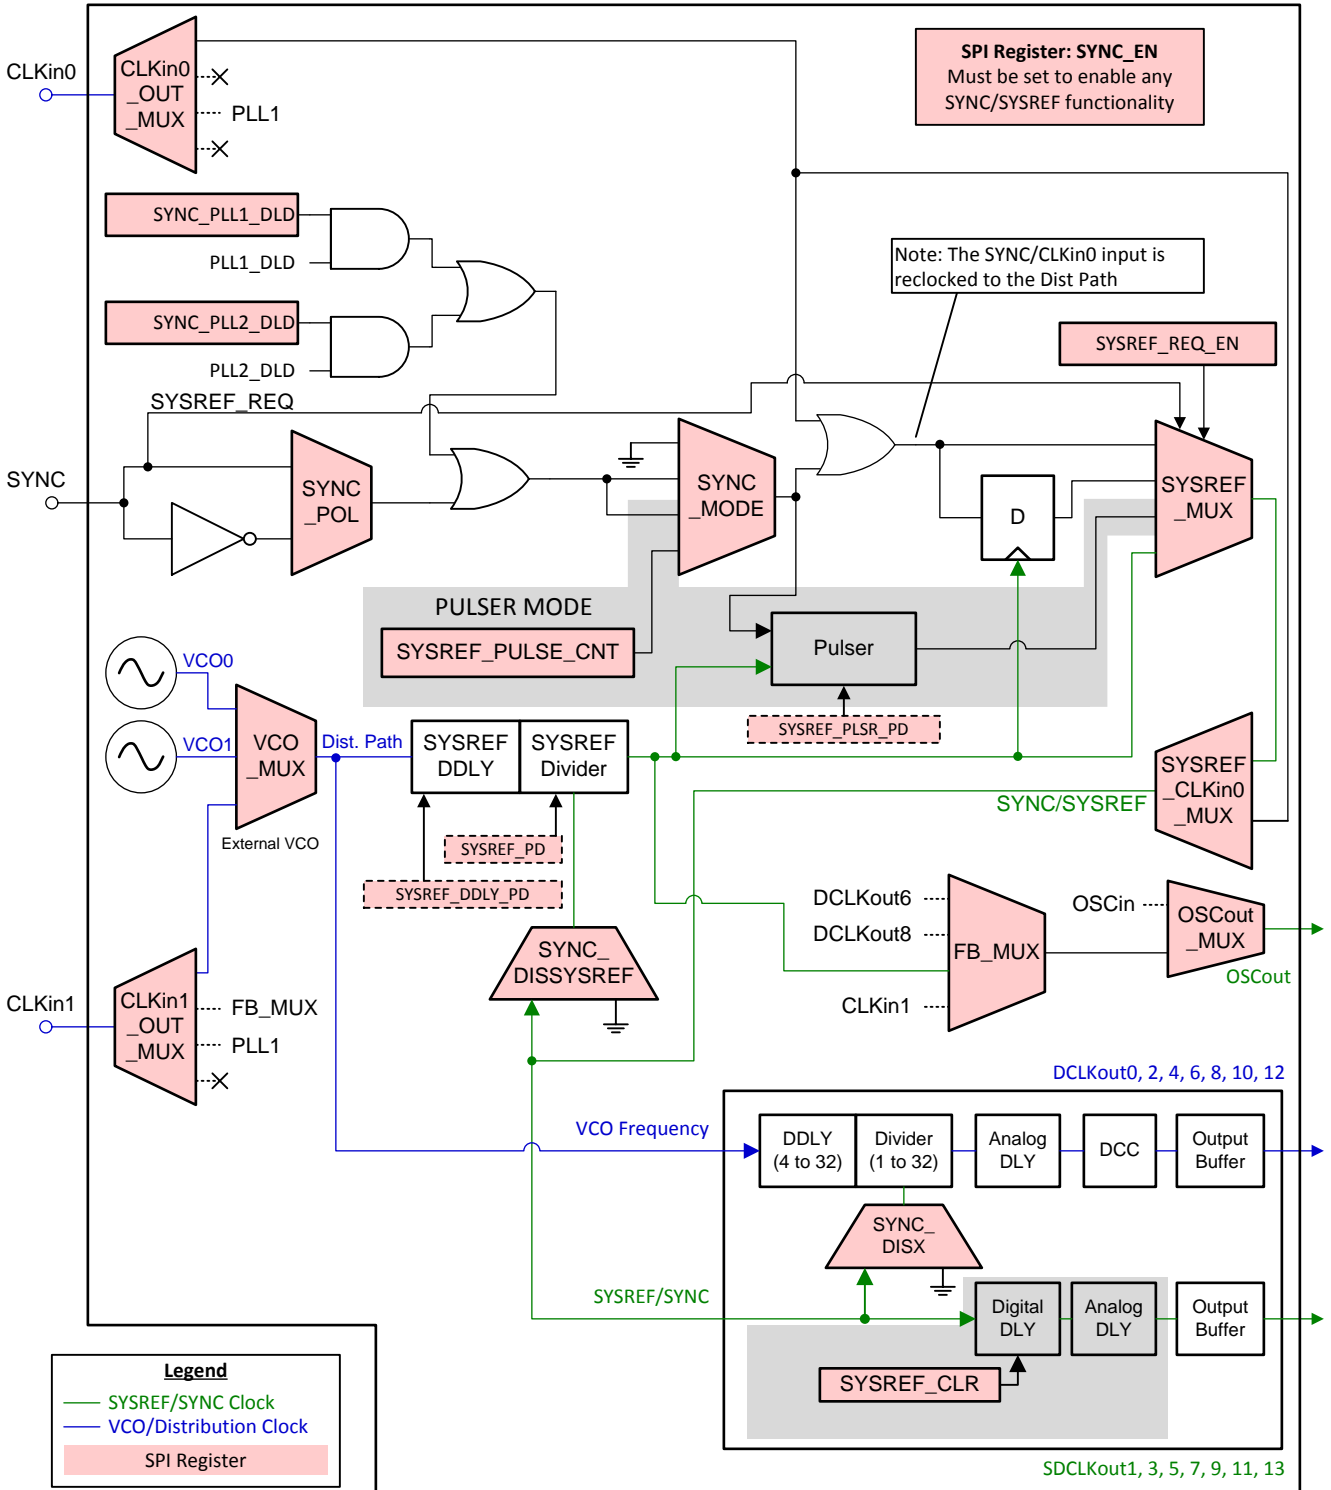 CLKin0
CLKin0
_OUT
_MUX
PLL1
SPI Register: SYNC_EN
Must be set to enable any
SYNC/SYSREF functionality
SYNC_PLL1_DLD
PLL1_DLD
SYNC_PLL2_DLD
PLL2_DLD
Note: The SYNC/CLKin0 input is
reclocked to the Dist Path
SYSREF_REQ_EN
SYSREF_REQ
SYNC
SYNC
_POL
SYNC
_MODE
D
SYSREF
_MUX
PULSER MODE
SYSREF_PULSE_CNT
Pulser
SYSREF_PLSR_PD
VCO0
VCO1
VCO
_MUX
External VCO
Dist. Path
SYSREF
DDLY
SYSREF
Divider
SYSREF_PD
SYSREF_DDLY_PD
SYNC/SYSREF
SYSREF
_CLKin0
_MUX
SYNC_
DISSYSREF
DCLKout6
DCLKout8
FB_MUX
CLKin1
OSCin
OSCout
_MUX
OSCout
CLKin1
CLKin1
_OUT
_MUX
FB_MUX
PLL1
DCLKout0, 2, 4, 6, 8, 10, 12
VCO Frequency
DDLY
(4 to 32)
Divider
(1 to 32)
Analog
DLY
DCC
Output
Buffer
SYNC_
DISX
SYSREF/SYNC
Digital
DLY
Analog
DLY
Output
Buffer
SYSREF_CLR
SDCLKout1, 3, 5, 7, 9, 11, 13
Legend
SYSREF/SYNC Clock
VCO/Distribution Clock
SPI Register